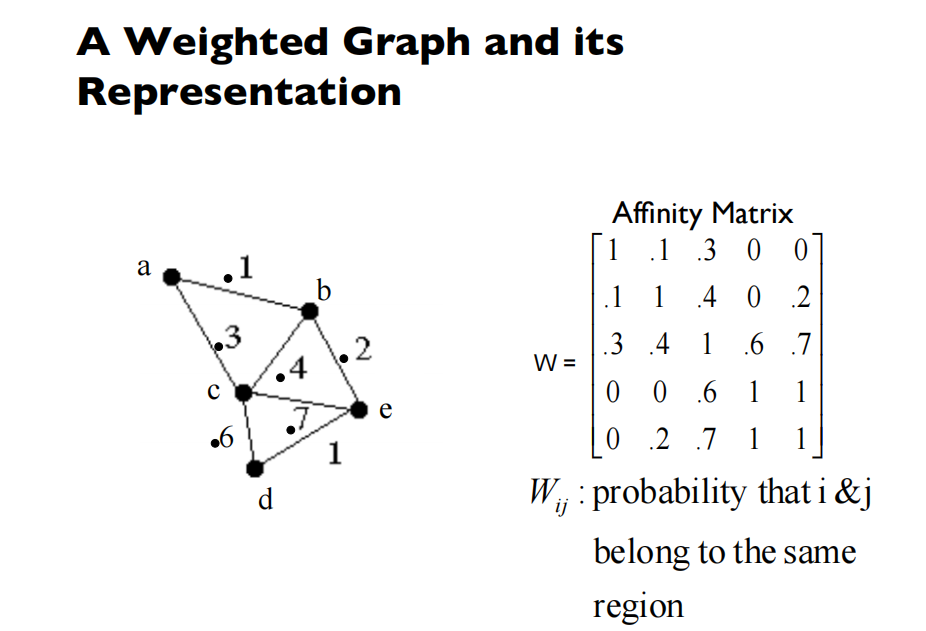 A Weighted Graph and its
Representation
a
.1
b
.3
.2
.4
c
e
.7
.6
1
d
Affinity Matrix
W =
1 .1 .3 0 0
.1 1 .4 0 .2
.3 .4 1 .6 .7
0 0 .6 1 1
0 .2 .7 1 1
Wij : probability that i & j
belong to the same
region